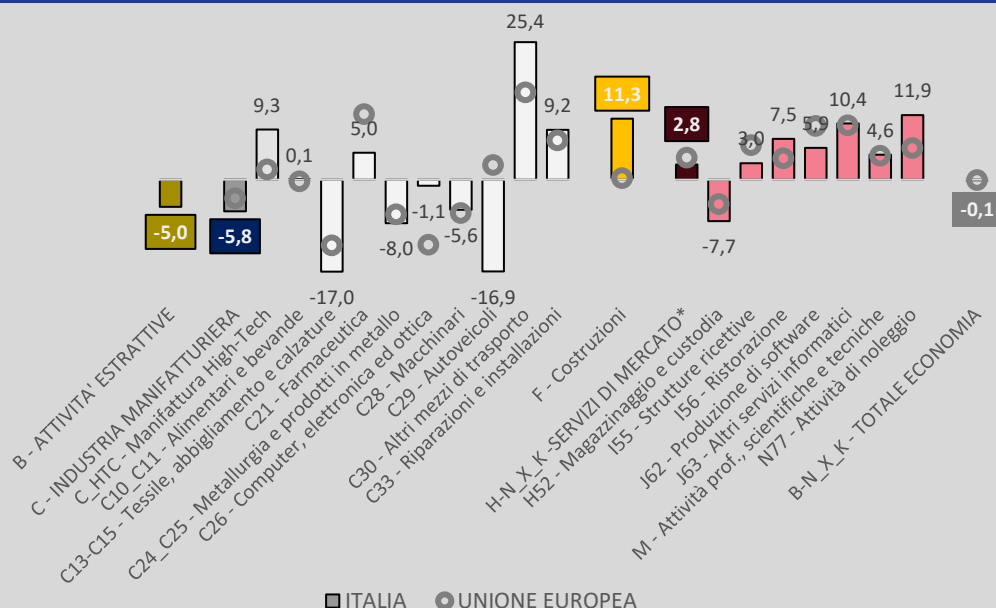 25,4
11,3
11,9
9,3
9,2
10,4
2,8
7,5
5,0
3,0
5,9
4,6
0,1
-1,1
-5,0
-5,8
-8,0
-5,6
-7,7
-0,1
-17,0
-16,9
B - ATTIVITA' ESTRATTIVE
C - INDUSTRIA MANIFATTURIERA
C_HTC - Manifattura High-Tech
C10_C11 - Alimentari e bevande
C13-C15 - Tessile, abbigliamento e calzature
C21 - Farmaceutica
C24_C25 - Metallurgia e prodotti in metallo
C26 - Computer, elettronica ed ottica
C28 - Macchinari
C29 - Autoveicoli
C30 - Altri mezzi di trasporto
C33 - Riparazioni e installazioni
F - Costruzioni
H-N_X_K -SERVIZI DI MERCATO*
H52 - Magazzinaggio e custodia
I55 - Strutture ricettive
I56 - Ristorazione
J62 - Produzione di software
J63 - Altri servizi informatici
M - Attività prof., scientifiche e tecniche
N77 - Attività di noleggio
B-N_X_K - TOTALE ECONOMIA
ITALIA UNIONE EUROPEA